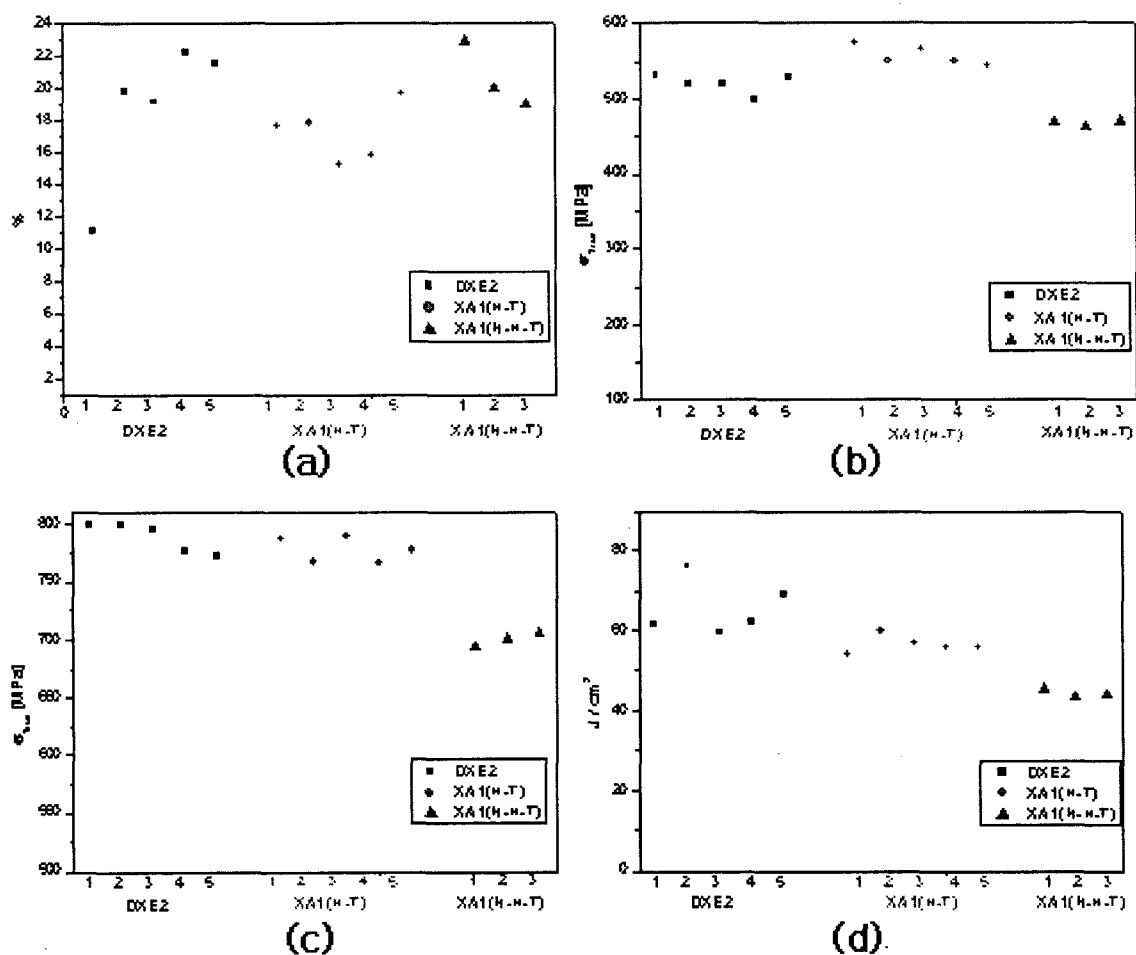 24
22
20
18
16
14
12
10
8
6
4
2
%
DXE2
XA1(H-T)
XA1(H-H-T)
0 1 2 3 4 5 1 2 3 4 5 1 2 3
DXE2 XA1(H-T) XA1(H-H-T)
(a)
600
500
400
300
100
[MPa]
DXE2
XA1(H-T)
XA1(H-H-T)
1 2 3 4 5 1 2 3 4 5 1 2 3
DXE2 XA1(H-T) XA1(H-H-T)
(b)
800
750
700
600
[MPa]
DXE2
XA1(H-T)
XA1(H-H-T)
1 2 3 4 5 1 2 3 4 5 1 2 3
DXE2 XA1(H-T) XA1(H-H-T)
(c)
80
60
40
20
0
DXE2
XA1(H-T)
XA1(H-H-T)
1 2 3 4 5 1 2 3 4 5 1 2 3
DXE2 XA1(H-T) XA1(H-H-T)
(d)